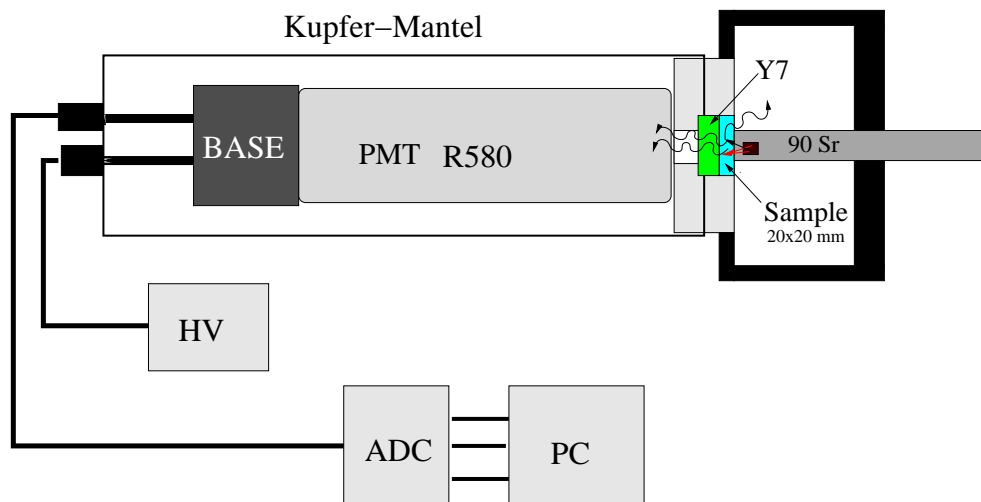 Kupfer–Mantel
Y7
BASE
PMT R580
90 Sr
Sample
20x20 mm
HV
ADC
PC